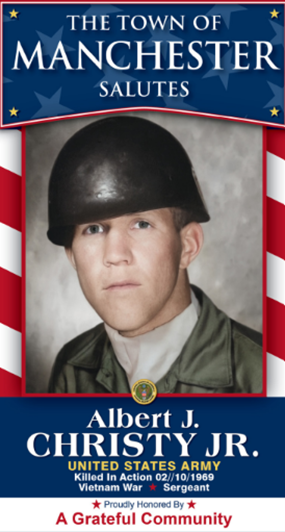 THE TOWN OF
MANCHESTER
SALUTES
Albert J.
CHRISTY JR.
UNITED STATES ARMY
Killed In Action 02//10/1969
Vietnam War ★ Sergeant
★ Proudly Honored By ★
A Grateful Community